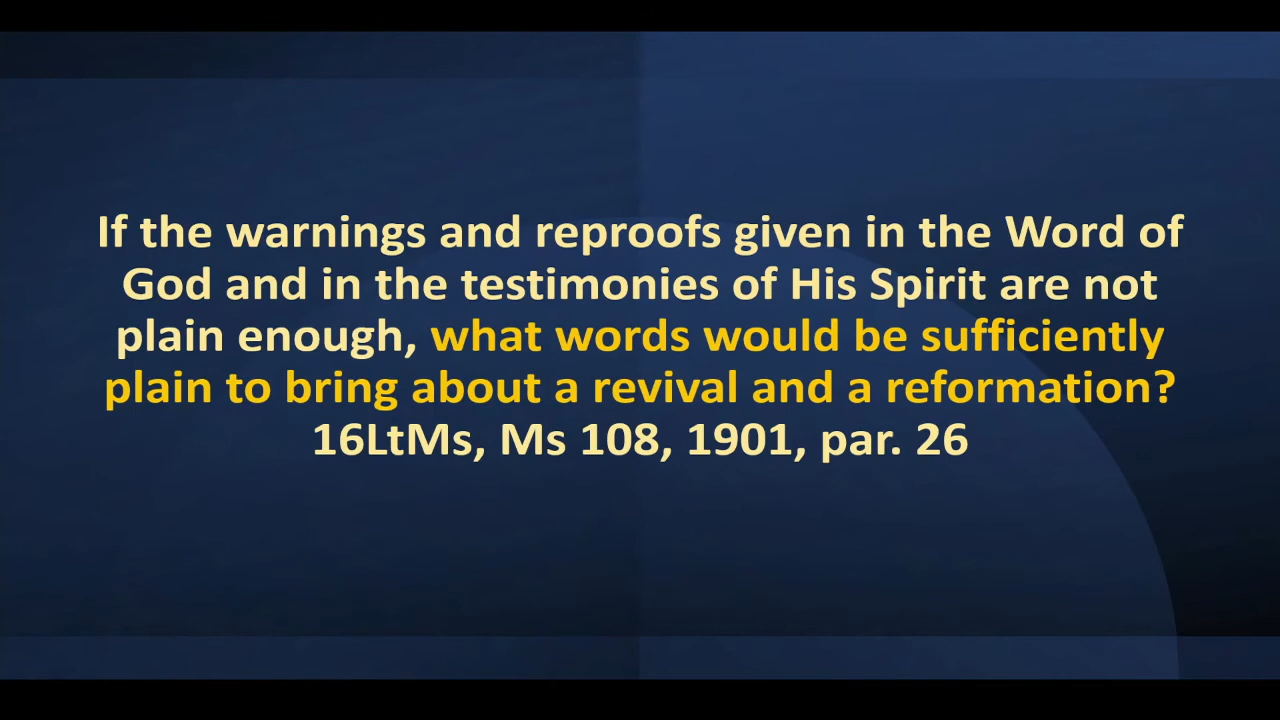 If the warnings and reproofs given in the Word of
God and in the testimonies of His Spirit are not
plain enough, what words would be sufficiently
plain to bring about a revival and a reformation?
16LtMs, Ms 108, 1901, par. 26